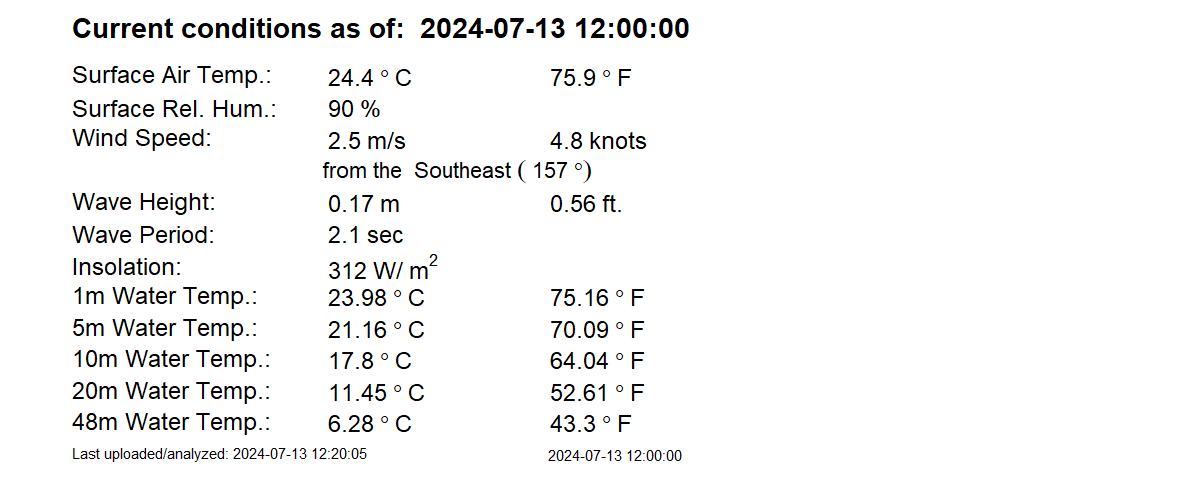 Current conditions as of:  2024-07-13 12:00:00
Surface Air Temp.: 24.4 ° C 75.9 ° F
Surface Rel. Hum.: 90 %
Wind Speed: 2.5 m/s 4.8 knots
from the  Southeast ( 157 °)
Wave Height: 0.17 m 0.56 ft.
Wave Period: 2.1 sec
Insolation: 312 W/ m²
1m Water Temp.: 23.98 ° C 75.16 ° F
5m Water Temp.: 21.16 ° C 70.09 ° F
10m Water Temp.: 17.8 ° C 64.04 ° F
20m Water Temp.: 11.45 ° C 52.61 ° F
48m Water Temp.: 6.28 ° C 43.3 ° F
Last uploaded/analyzed: 2024-07-13 12:20:05 2024-07-13 12:00:00